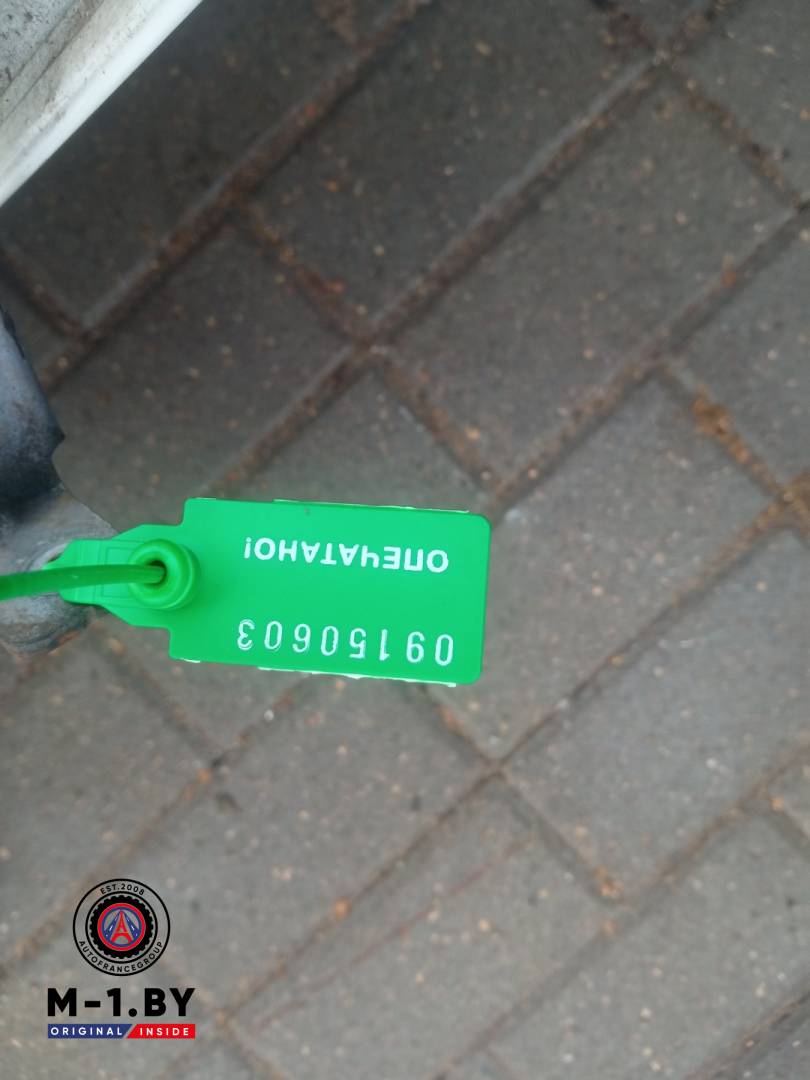 09150603
ОПЕЧАТАНО!
EST.2008
AUTOFRANCEGROUP
M-1.BY
ORIGINAL INSIDE